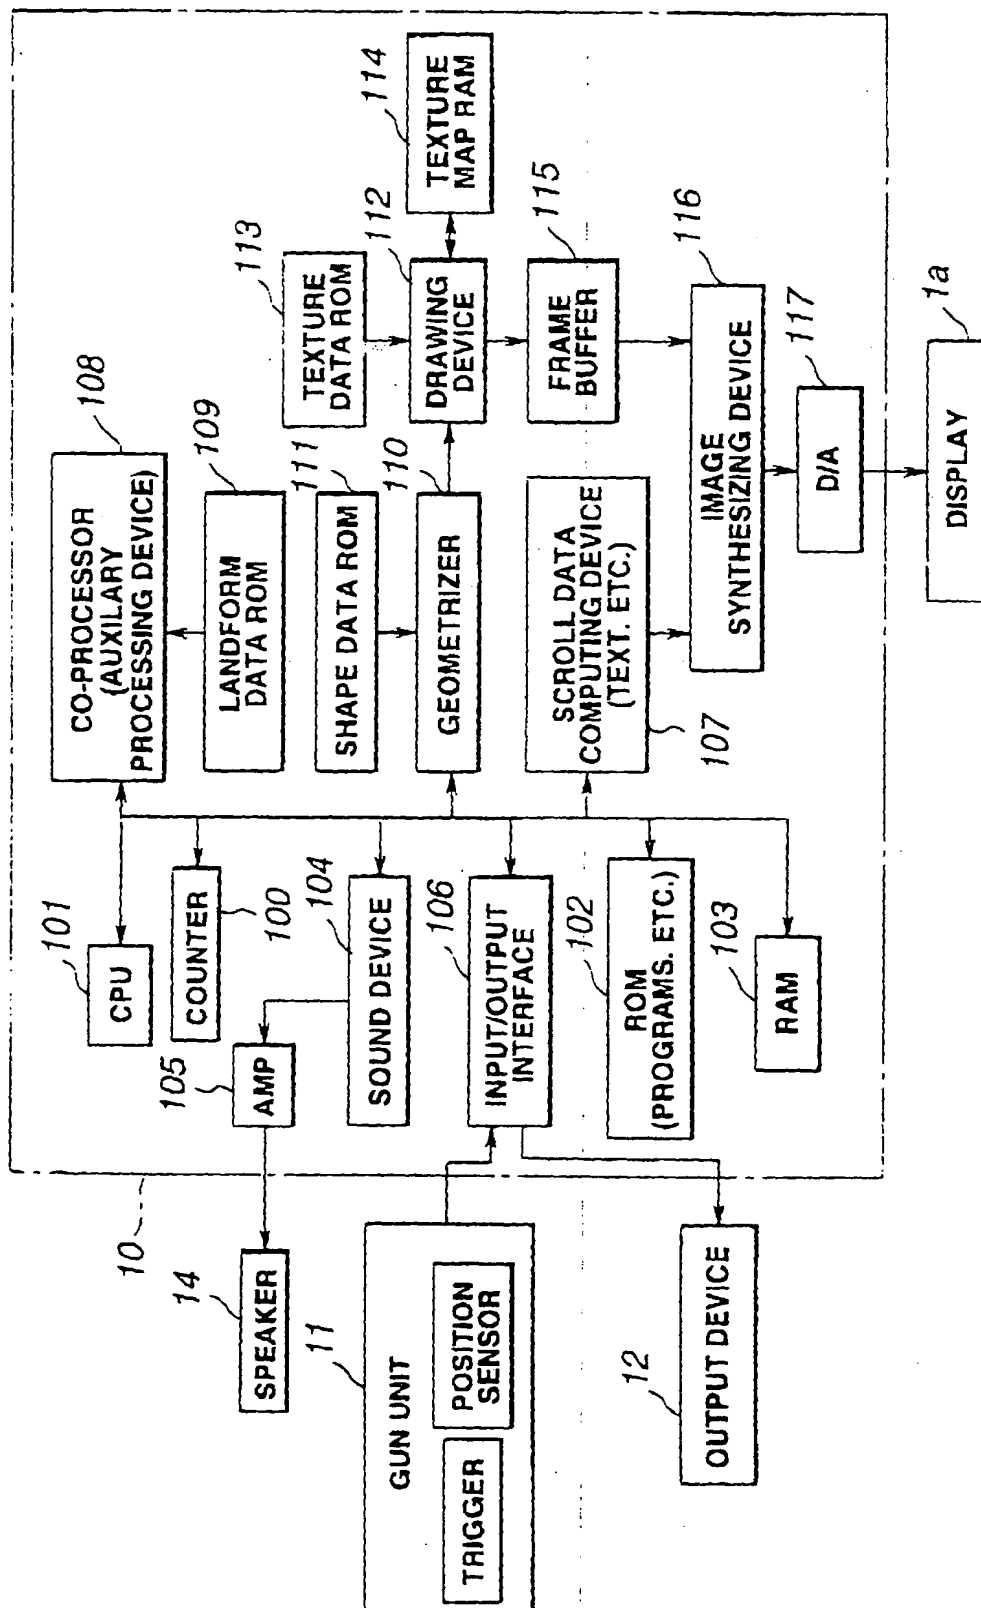 101
CPU
COUNTER
100
105
AMP
104
SOUND DEVICE
10
14
SPEAKER
11
GUN UNIT
TRIGGER
POSITION
SENSOR
106
INPUT/OUTPUT
INTERFACE
12
OUTPUT DEVICE
102
ROM
(PROGRAMS. ETC.)
103
RAM
108
CO-PROCESSOR
(AUXILARY
PROCESSING DEVICE)
109
LANDFORM
DATA ROM
111
SHAPE DATA ROM
110
GEOMETRIZER
113
TEXTURE
DATA ROM
112
DRAWING
DEVICE
114
TEXTURE
MAP RAM
115
FRAME
BUFFER
SCROLL DATA
COMPUTING DEVICE
(TEXT. ETC.)
107
116
IMAGE
SYNTHESIZING DEVICE
117
D/A
1a
DISPLAY